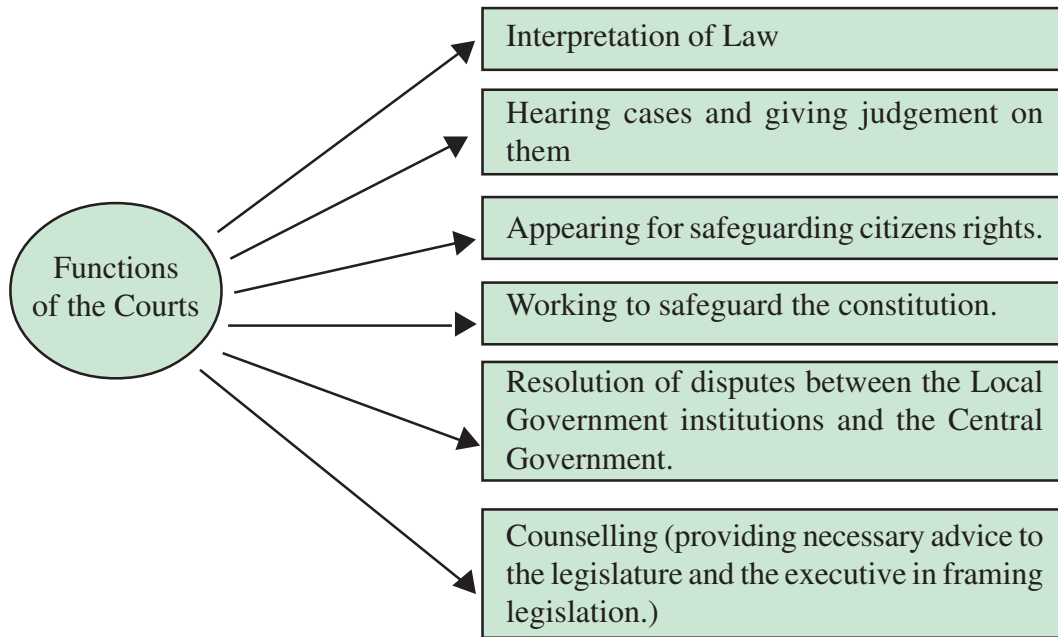 Interpretation of Law
Hearing cases and giving judgement on
them
Appearing for safeguarding citizens rights.
Functions
of the Courts
Working to safeguard the constitution.
Resolution of disputes between the Local
Government institutions and the Central
Government.
Counselling (providing necessary advice to
the legislature and the executive in framing
legislation.)